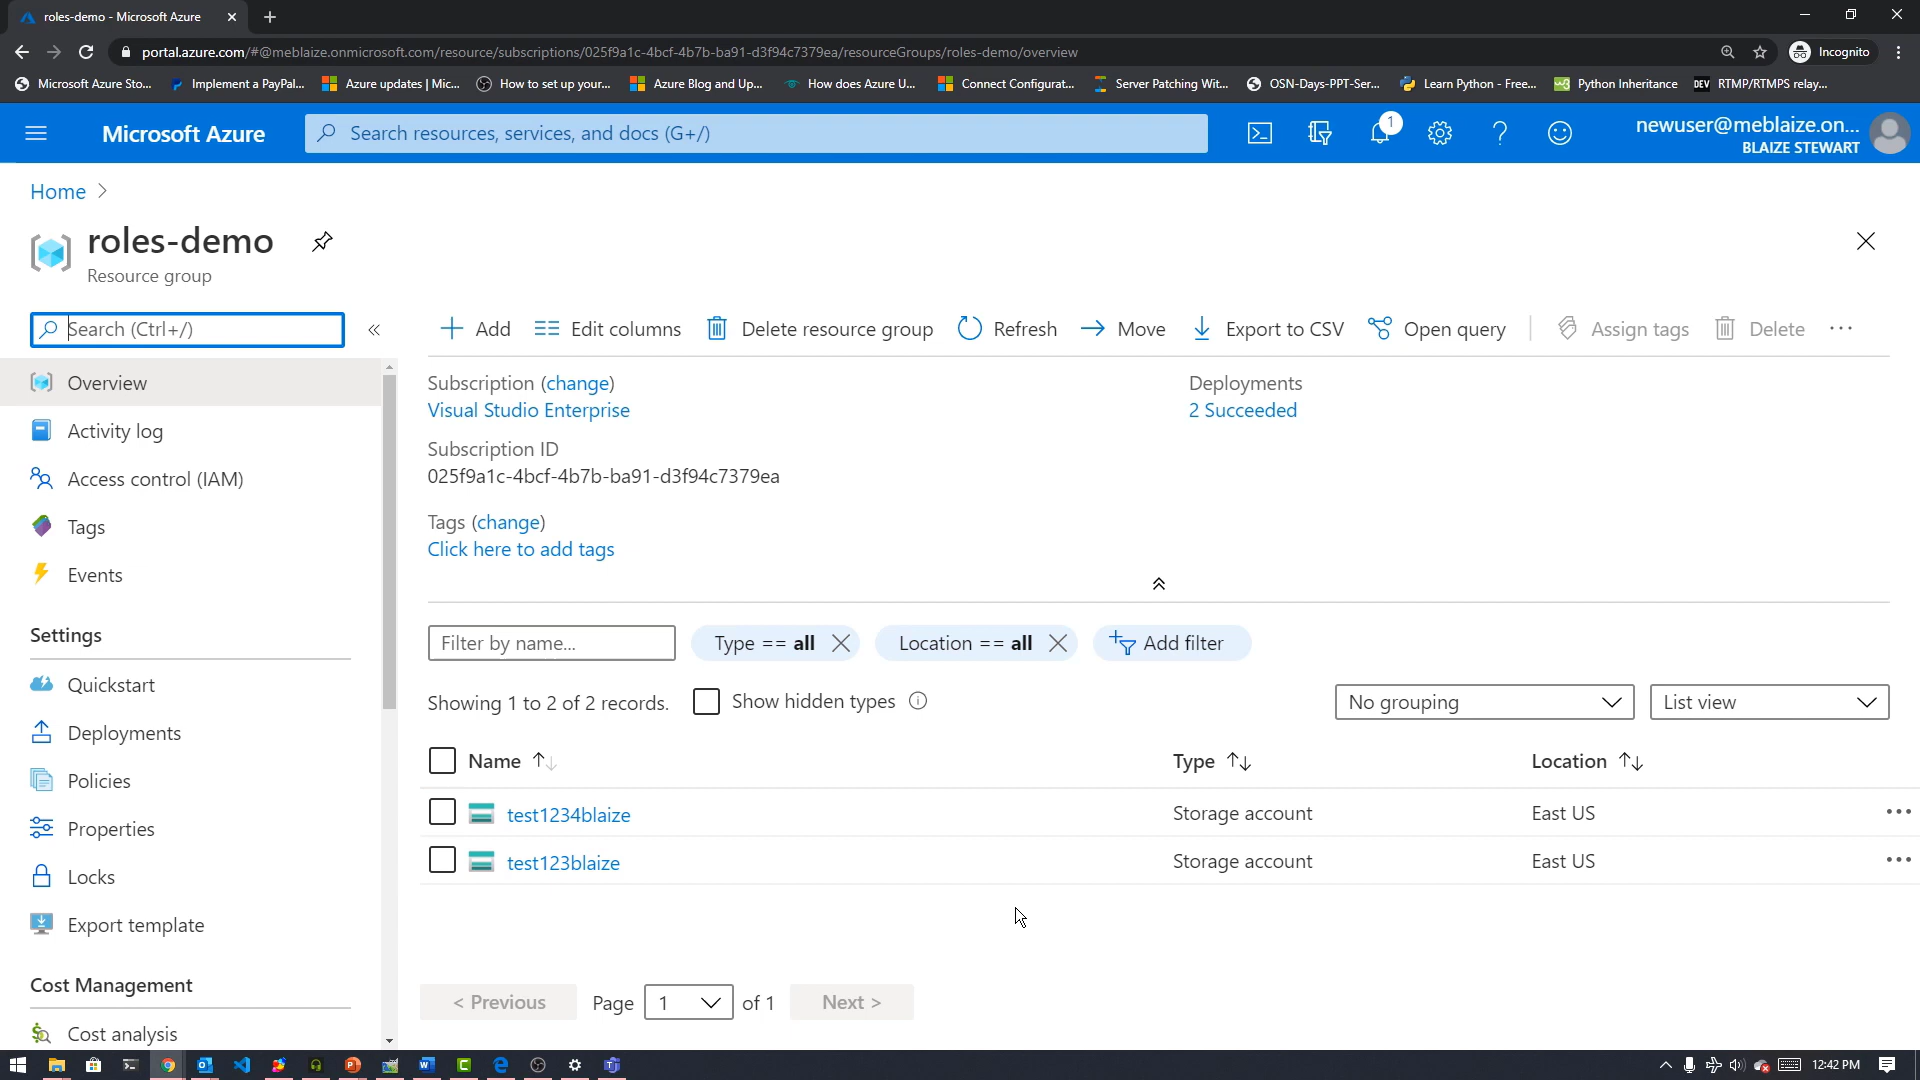 roles-demo - Microsoft Azure
portal.azure.com/#@meblaize.onmicrosoft.com/resource/subscriptions/025f9a1c-4bcf-4b7b-ba91-d3f94c7379ea/resourceGroups/roles-demo/overview
Incognito
Microsoft Azure Sto... Implement a PayPal... Azure updates | Mic... How to set up your... Azure Blog and Up... How does Azure U... Connect Configurat... Server Patching Wit... OSN-Days-PPT-Ser... Learn Python - Free... Python Inheritance DEV RTMP/RTMPS relay...
Microsoft Azure
Search resources, services, and docs (G+/)
1
newuser@meblaize.on...
BLAIZE STEWART
Home
roles-demo
Resource group
Search (Ctrl+/)
Add Edit columns Delete resource group Refresh Move Export to CSV Open query Assign tags Delete
Overview
Activity log
Access control (IAM)
Tags
Events
Settings
Quickstart
Deployments
Policies
Properties
Locks
Export template
Cost Management
Cost analysis
Subscription (change)
Visual Studio Enterprise
Subscription ID
025f9a1c-4bcf-4b7b-ba91-d3f94c7379ea
Tags (change)
Click here to add tags
Deployments
2 Succeeded
Filter by name... Type == all Location == all Add filter
Showing 1 to 2 of 2 records. Show hidden types No grouping List view
Name Type Location
test1234blaize Storage account East US
test123blaize Storage account East US
< Previous Page 1 of 1 Next >
12:42 PM